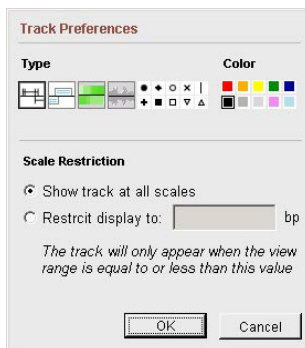 Track Preferences
Type Color
Scale Restriction
Show track at all scales
Restrcit display to: bp
The track will only appear when the view
range is equal to or less than this value
OK Cancel